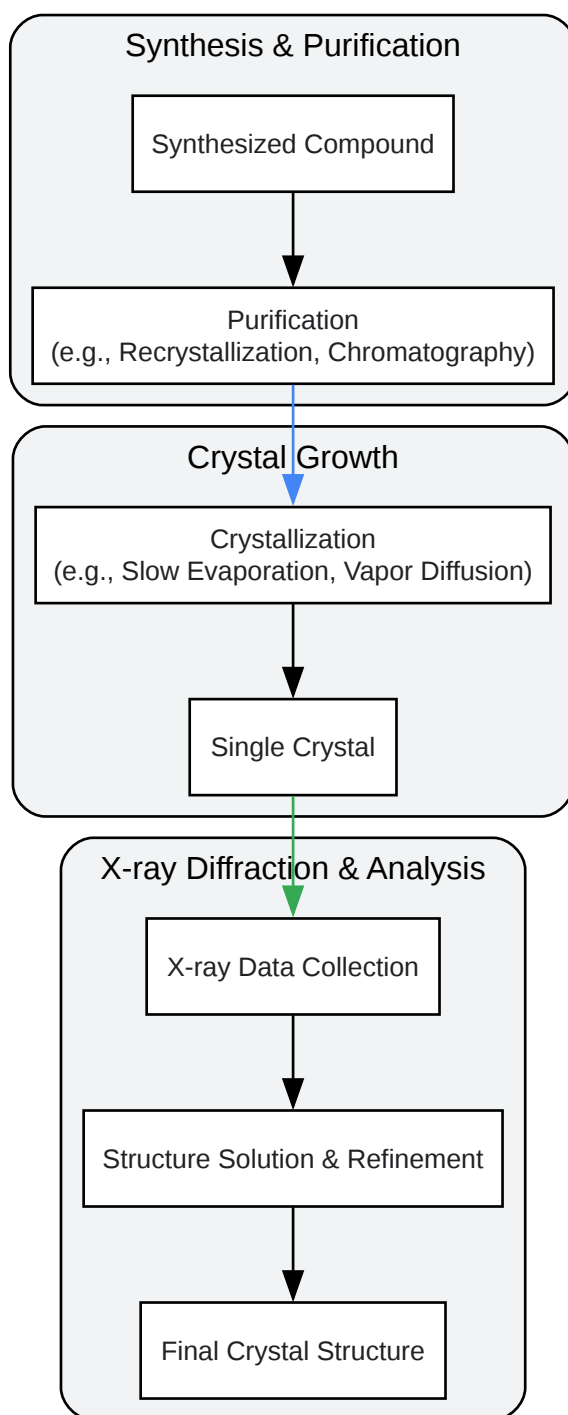 Synthesis & Purification
Synthesized Compound
Purification
(e.g., Recrystallization, Chromatography)
Crystal Growth
Crystallization
(e.g., Slow Evaporation, Vapor Diffusion)
Single Crystal
X-ray Diffraction & Analysis
X-ray Data Collection
Structure Solution & Refinement
Final Crystal Structure